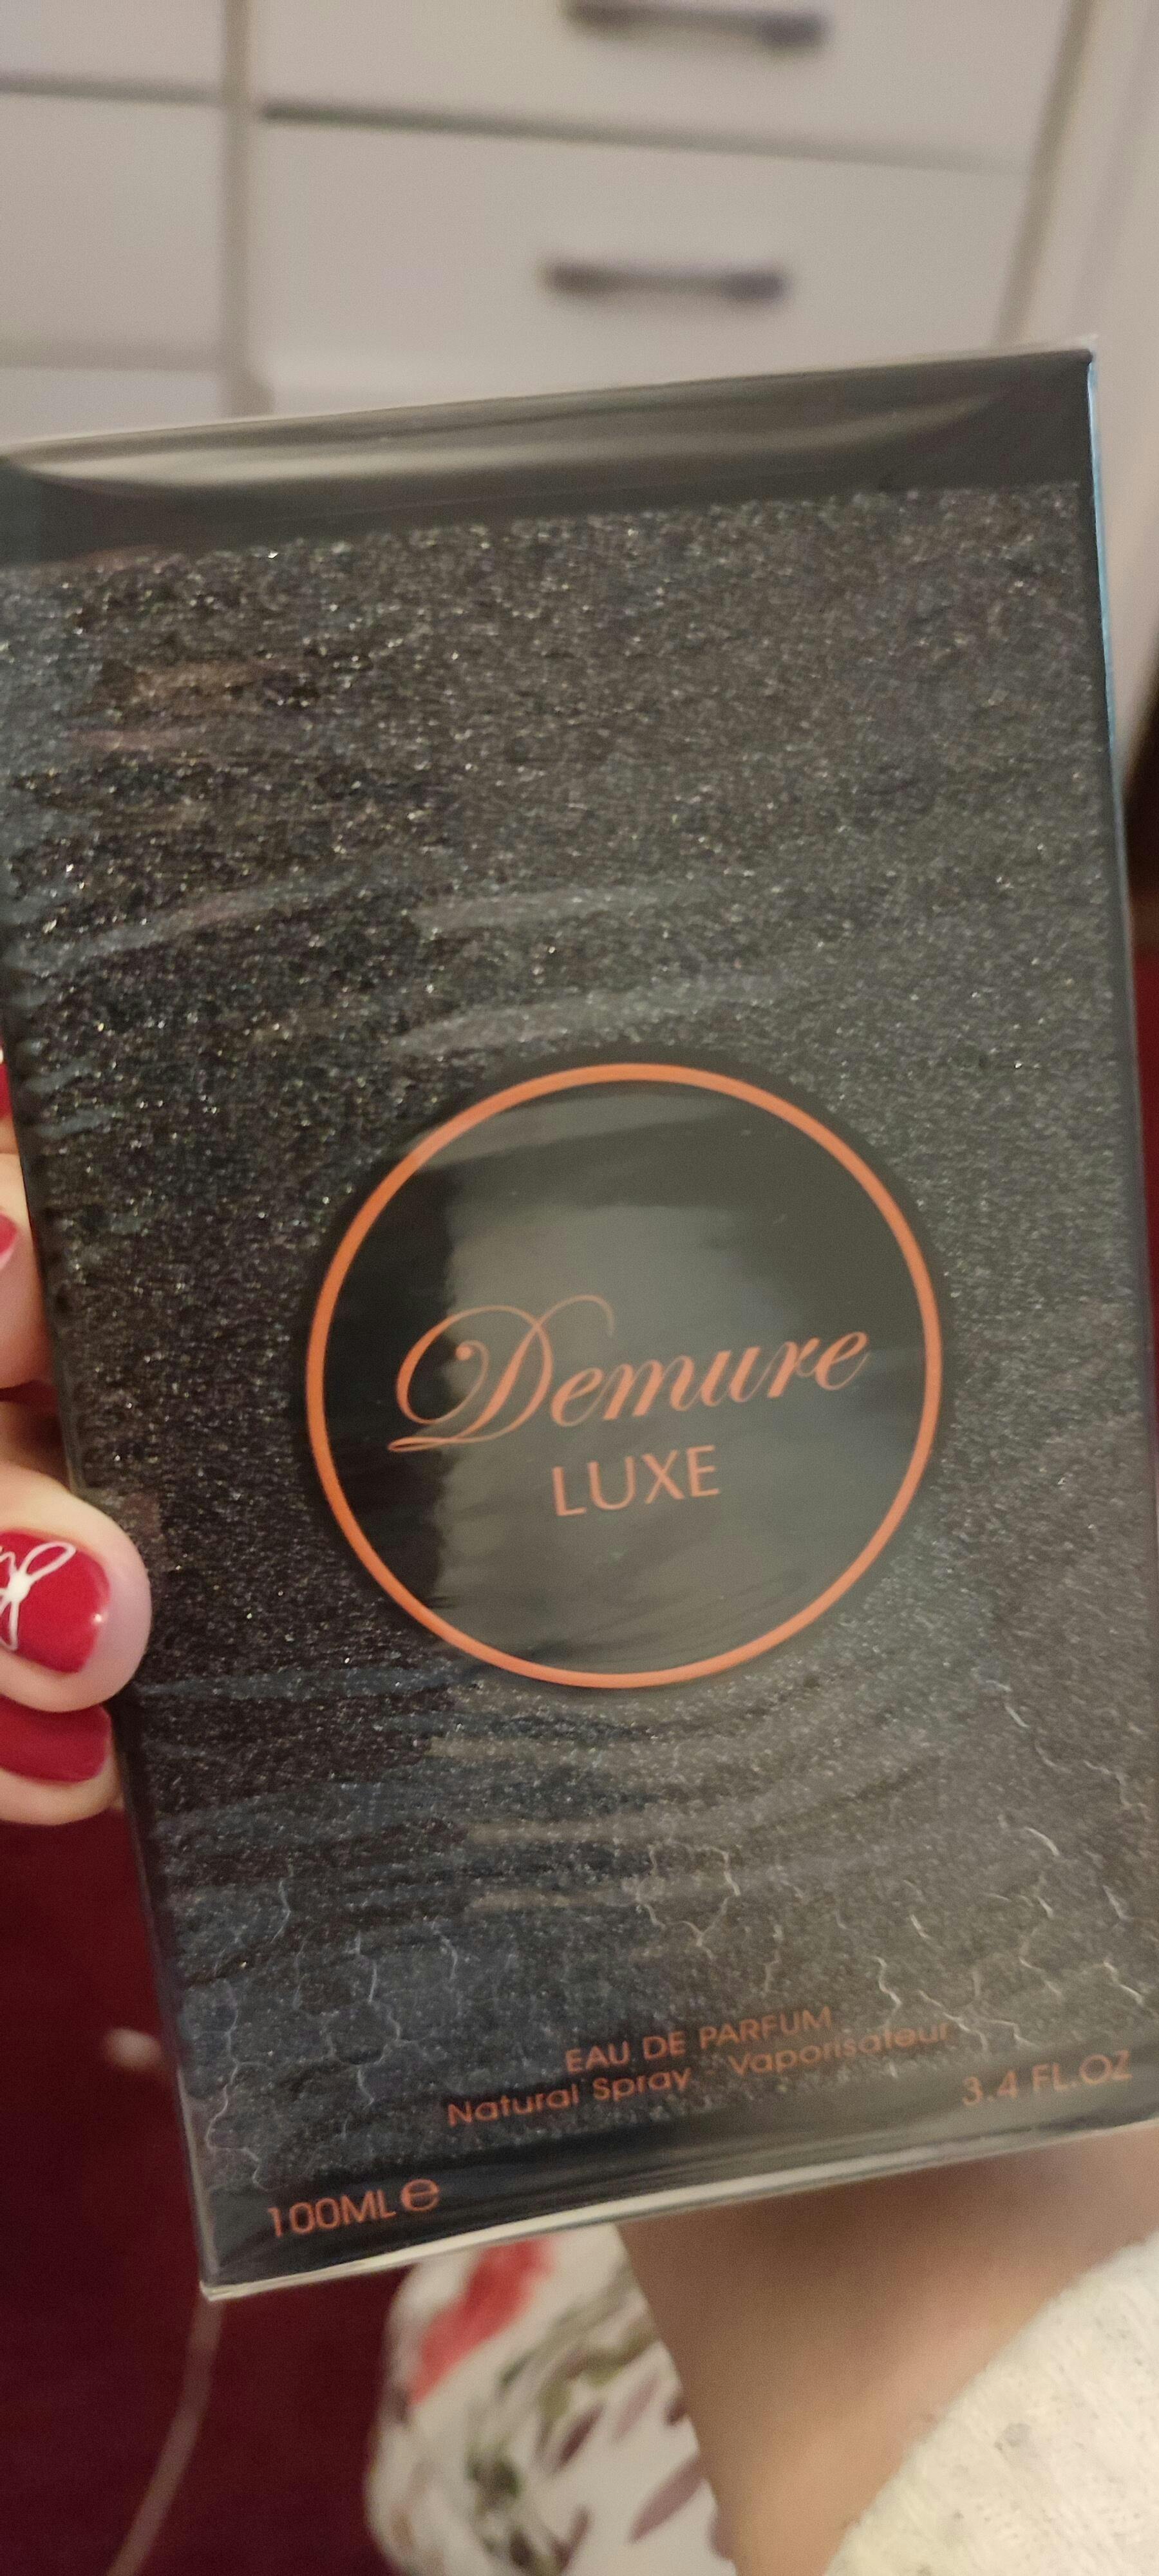 Demure
LUXE
EAU DE PARFUM
Natural Spray - Vaporisateur
100ML ℮
3.4 FL.OZ